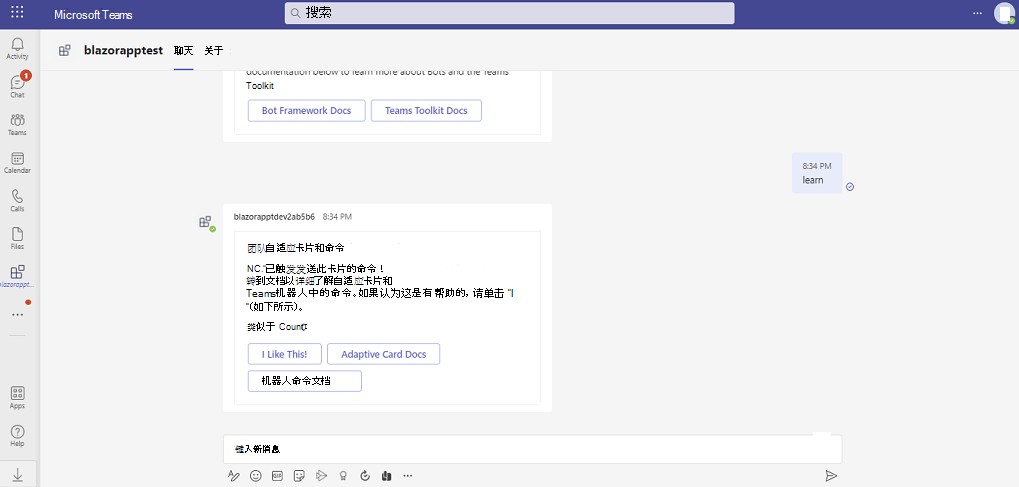 Microsoft Teams
搜索
blazorapptest 聊天 关于
Activity
Chat
1
Teams
Calendar
Calls
Files
blazorappt...
Apps
Help
documentation below to learn more about Bots and the Teams
Toolkit
Bot Framework Docs
Teams Toolkit Docs
8:34 PM
learn
blazorapptdev2ab5b6 8:34 PM
团队自适应卡片和命令
NC."已触发发送此卡片的命令！
转到文档以详细了解自适应卡片和
Teams机器人中的命令。如果认为这是有帮助的, 请单击 "I
"(如下所示)。
类似于 Count:
I Like This!
Adaptive Card Docs
机器人命令文档
键入新消息
GIF